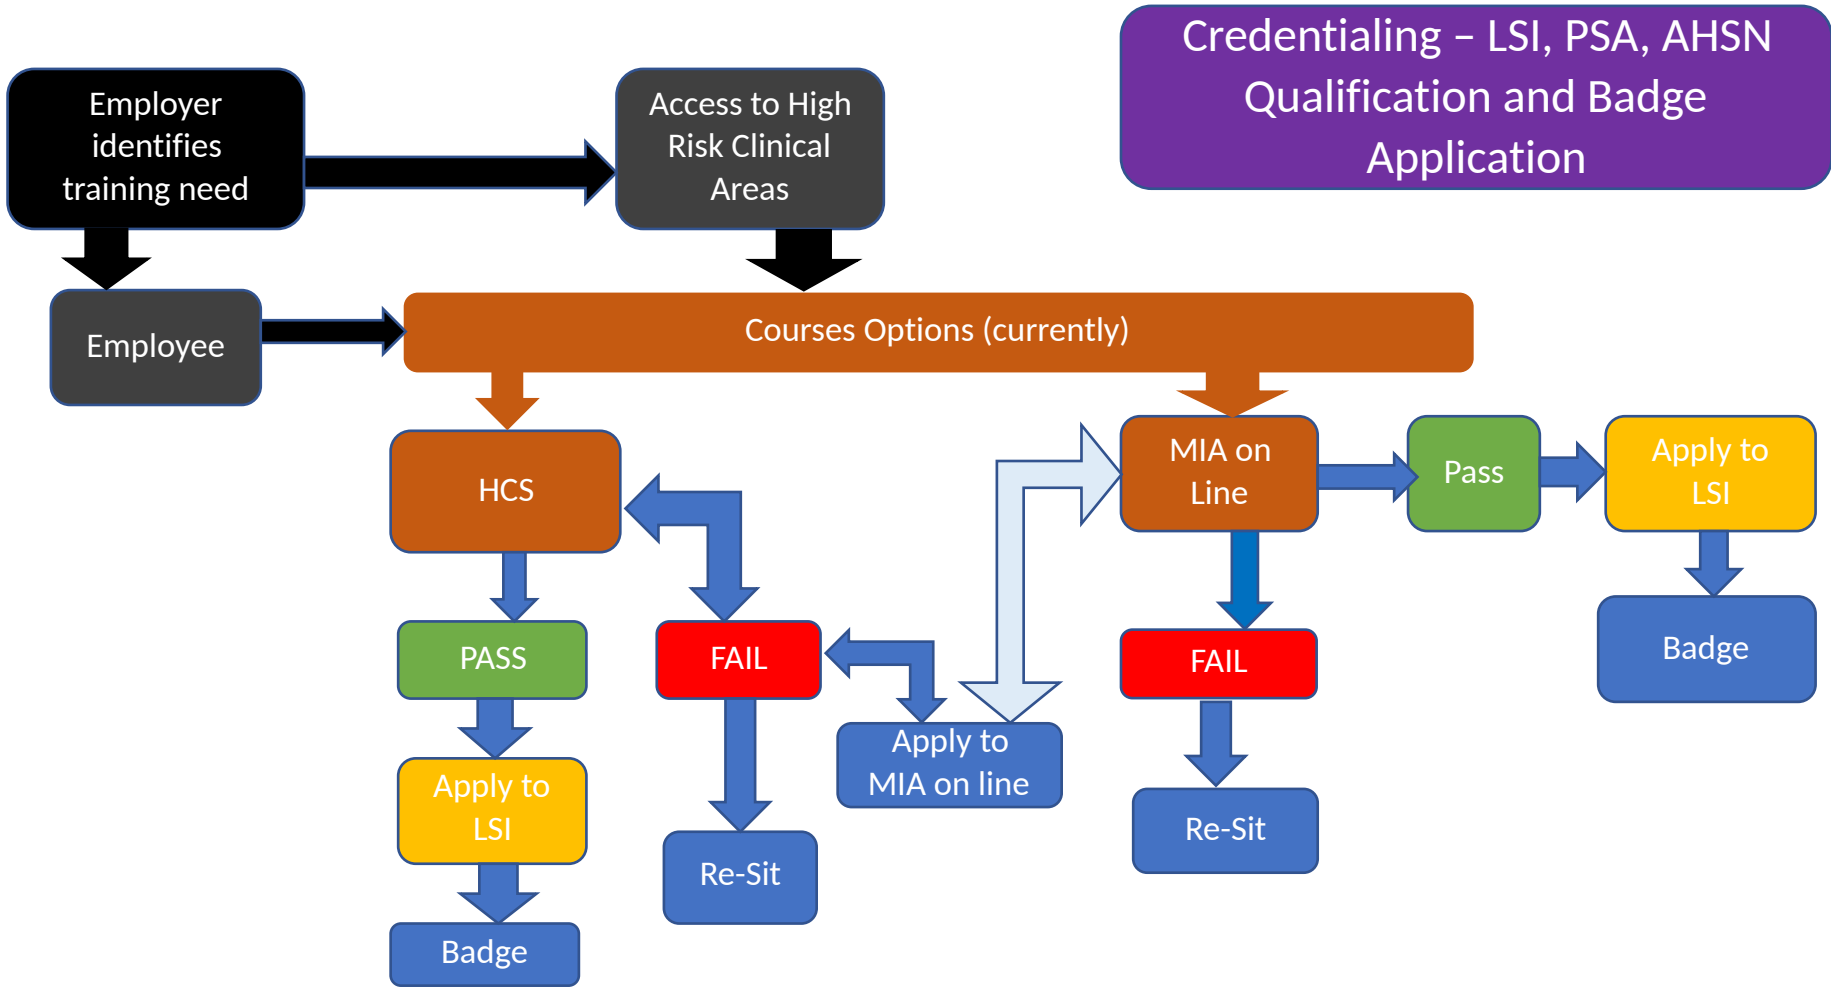 Credentialing – LSI, PSA, AHSN
Qualification and Badge
Application
Employer
identifies
training need
Access to High
Risk Clinical
Areas
Employee
Courses Options (currently)
HCS
MIA on
Line
Pass
Apply to
LSI
PASS
FAIL
FAIL
Badge
Apply to
MIA on line
Apply to
LSI
Re-Sit
Re-Sit
Badge